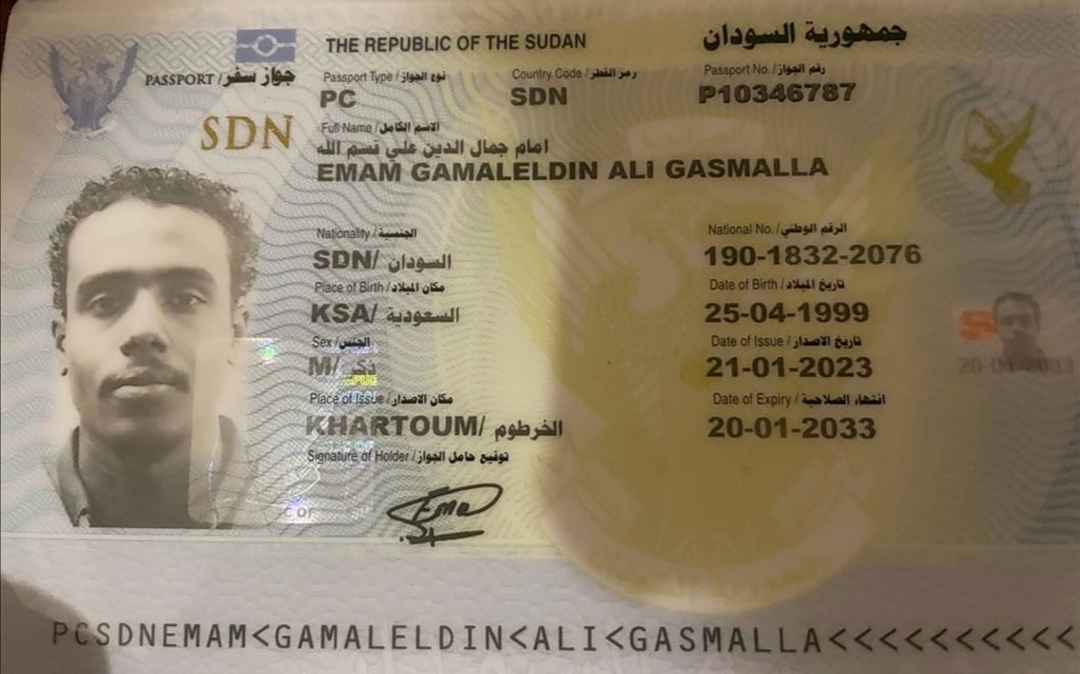 THE REPUBLIC OF THE SUDAN جمهورية السودان
PASSPORT / جواز سفر
Passport Type / نوع الجواز Country Code / رمز القطر Passport No. / رقم الجواز
PC SDN P10346787
SDN
Full Name / الاسم الكامل
امام جمال الدين علي قسم الله
EMAM GAMALELDIN ALi GASMALLA
Nationality / الجنسية National No. / الرقم الوطني
SDN/ السودان 190-1832-2076
Place of Birth / مكان الميلاد Date of Birth / تاريخ الميلاد
KSA/ السعودية 25-04-1999
Sex / الجنس Date of Issue / تاريخ الاصدار
M/ ذكر 21-01-2023
Place of Issue / مكان الاصدار Date of Expiry / انتهاء الصلاحية
KHARTOUM/ الخرطوم 20-01-2033
Signature of Holder / توقيع حامل الجواز
PCSDNEMAM<GAMALELDIN<ALI<GASMALLA<<<<<<<<<<